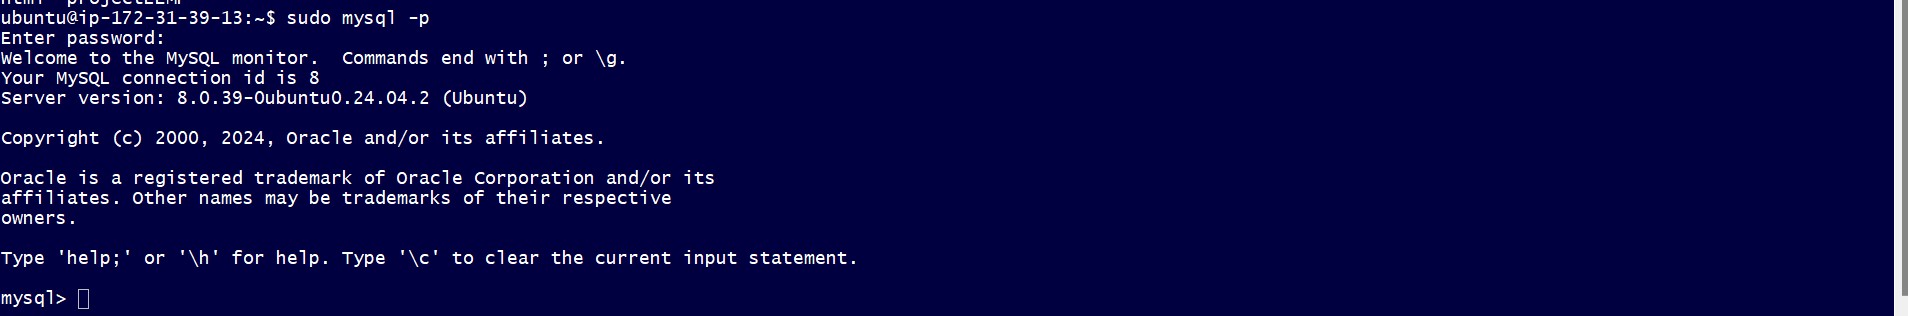 ubuntu@ip-172-31-39-13:~$ sudo mysql -p
Enter password:
Welcome to the MySQL monitor.  Commands end with ; or \g.
Your MySQL connection id is 8
Server version: 8.0.39-0ubuntu0.24.04.2 (Ubuntu)

Copyright (c) 2000, 2024, Oracle and/or its affiliates.

Oracle is a registered trademark of Oracle Corporation and/or its
affiliates. Other names may be trademarks of their respective
owners.

Type 'help;' or '\h' for help. Type '\c' to clear the current input statement.

mysql>